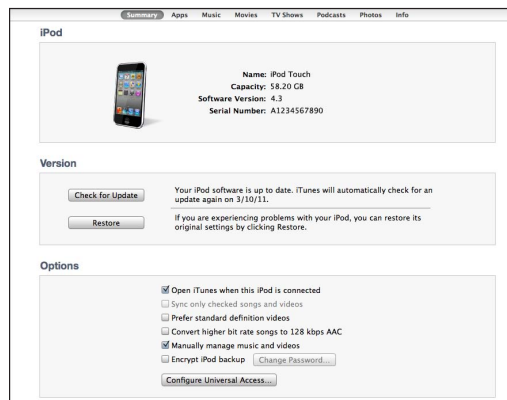 Summary Apps Music Movies TV Shows Podcasts Photos Info
iPod
Name: iPod Touch
Capacity: 58.20 GB
Software Version: 4.3
Serial Number: A1234567890
Version
Check for Update
Your iPod software is up to date. iTunes will automatically check for an
update again on 3/10/11.
Restore
If you are experiencing problems with your iPod, you can restore its
original settings by clicking Restore.
Options
Open iTunes when this iPod is connected
Sync only checked songs and videos
Prefer standard definition videos
Convert higher bit rate songs to 128 kbps AAC
Manually manage music and videos
Encrypt iPod backup Change Password...
Configure Universal Access...